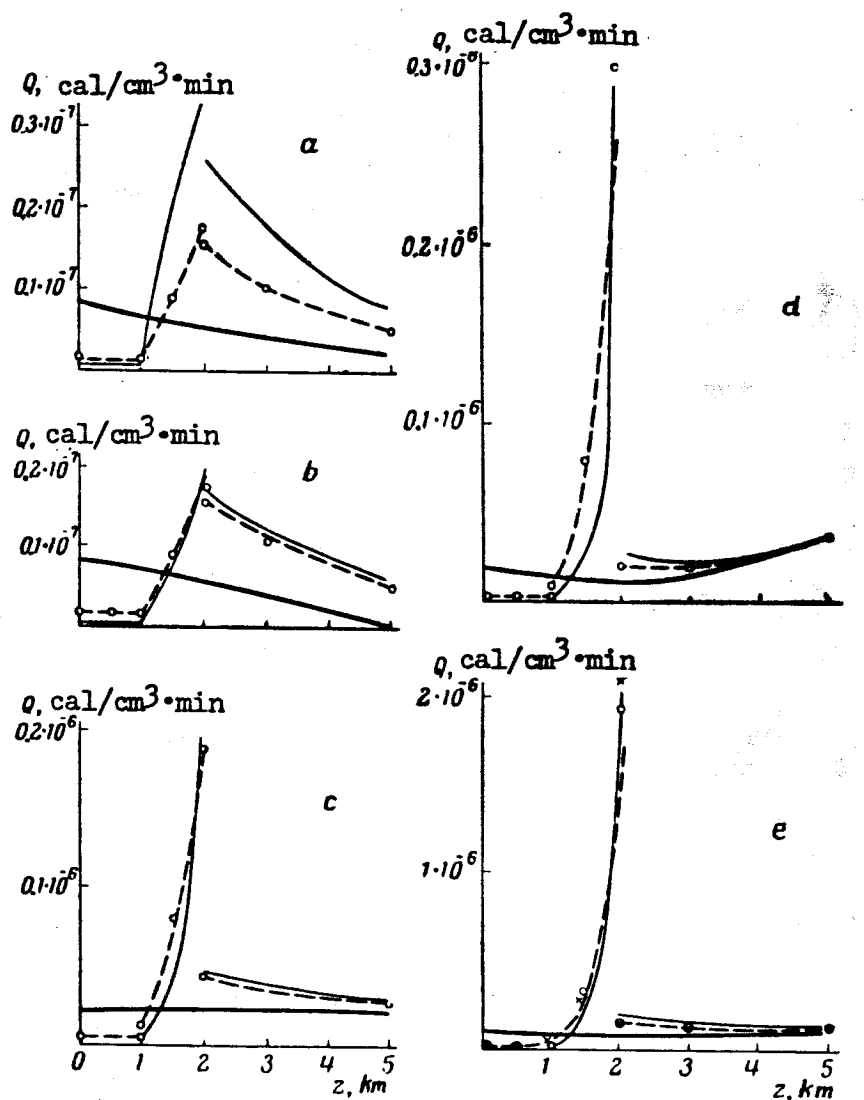 Q, cal/cm³•min
0.3·10⁻⁷
0.2·10⁻⁷
0.1·10⁻⁷
a
Q, cal/cm³•min
0.2·10⁻⁷
0.1·10⁻⁷
b
Q, cal/cm³•min
0.2·10⁻⁶
0.1·10⁻⁶
c
0 1 2 3 4 5
z, km
Q, cal/cm³•min
0.3·10⁻⁶
c
0.2·10⁻⁶
0.1·10⁻⁶
d
Q, cal/cm³•min
2·10⁻⁶
1·10⁻⁶
e
1 2 3 4 5
z, km